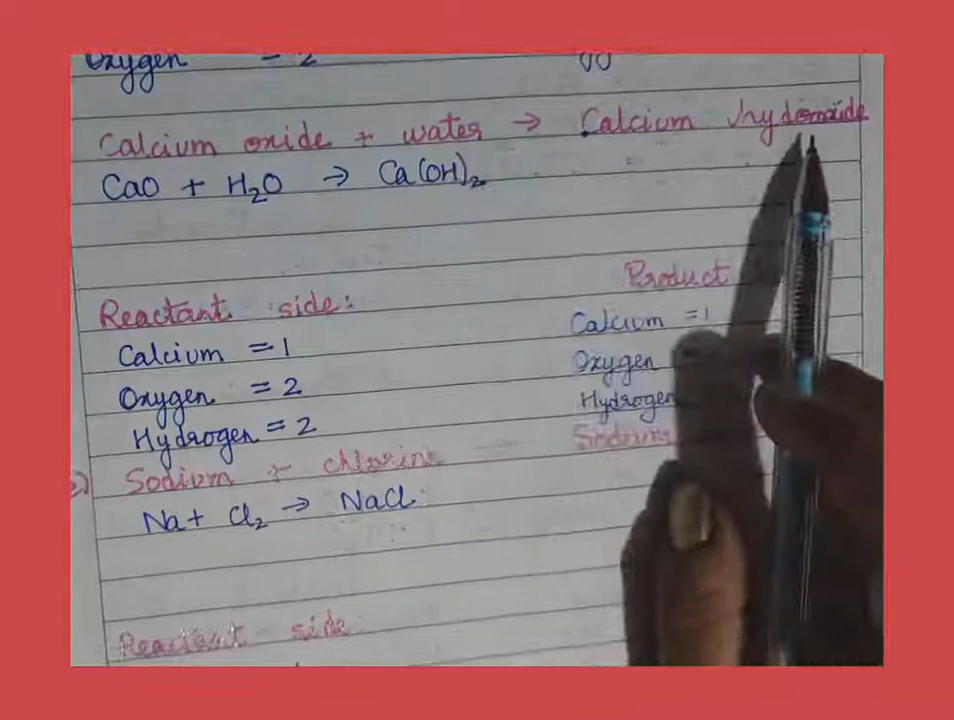 Oxygen = 2
Calcium oxide + water → Calcium hydroxide
CaO + H₂O → Ca(OH)₂
Reactant side:
Product
Calcium = 1
Calcium = 1
Oxygen = 2
Oxygen
Hydrogen = 2
Hydrogen
Sodium + chlorine
Sodium
Na + Cl₂ → NaCl
Reactant side